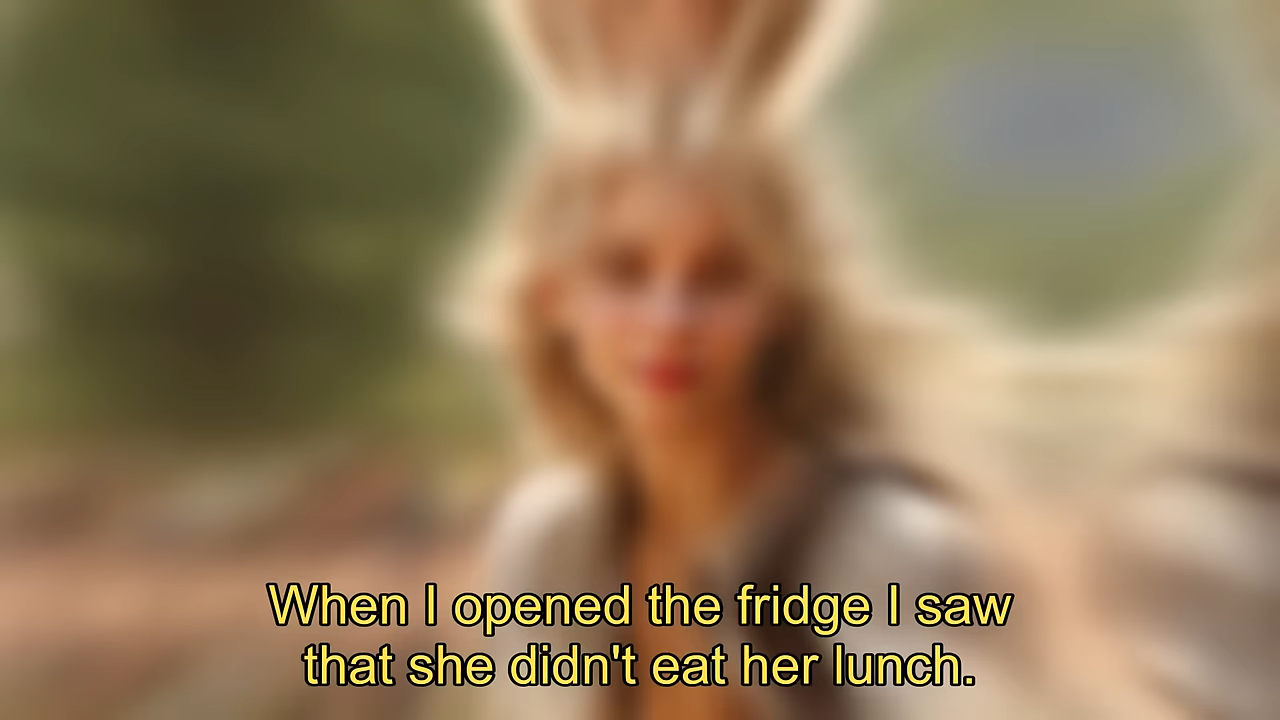 When I opened the fridge I saw
that she didn't eat her lunch.